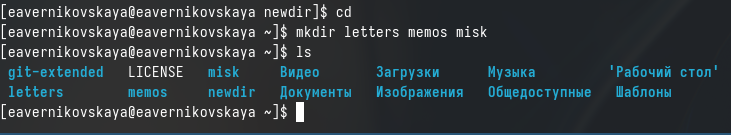 [eavernikovskaya@eavernikovskaya newdir]$ cd
[eavernikovskaya@eavernikovskaya ~]$ mkdir letters memos misk
[eavernikovskaya@eavernikovskaya ~]$ ls
git-extended LICENSE misk Видео Загрузки Музыка 'Рабочий стол'
letters memos newdir Документы Изображения Общедоступные Шаблоны
[eavernikovskaya@eavernikovskaya ~]$